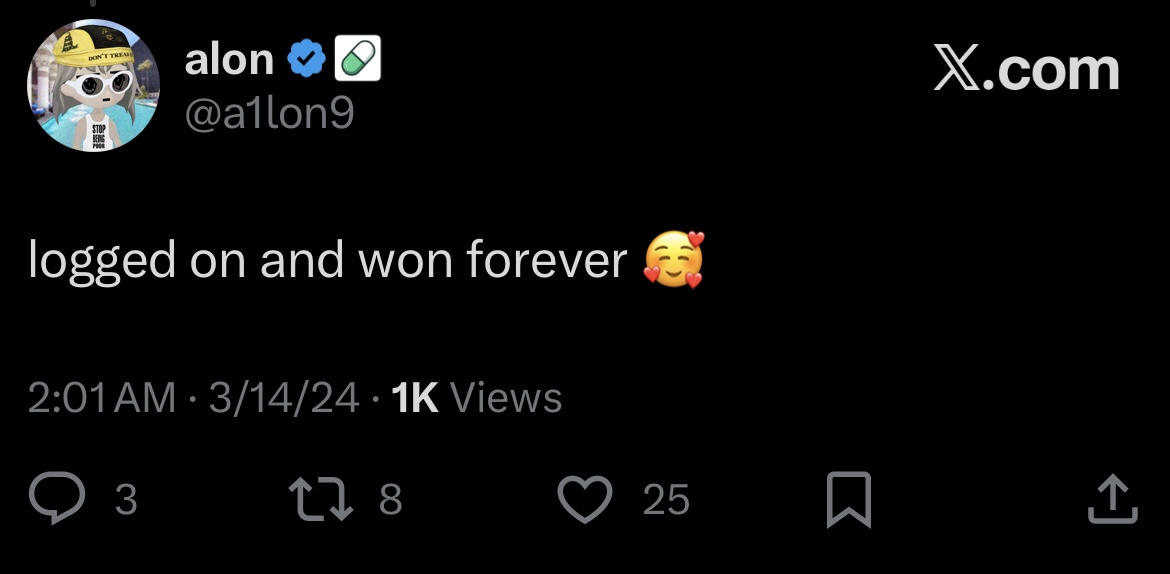 alon
@a1lon9
X.com
DON'T TREAD
STOP
BEING
POOR
logged on and won forever 🥰
2:01 AM · 3/14/24 · 1K Views
3
8
25